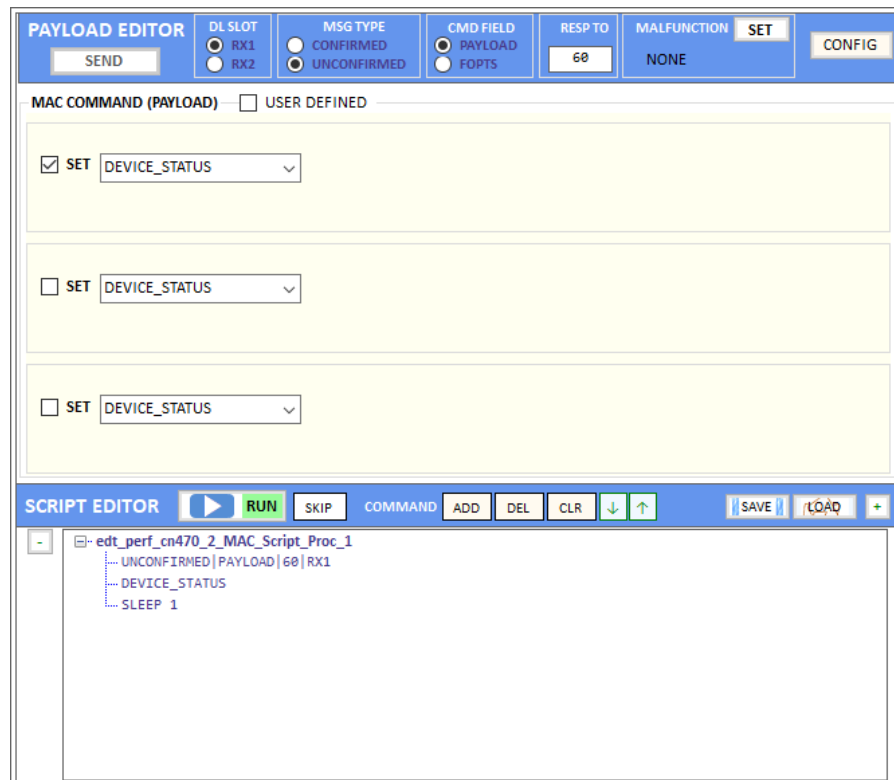 PAYLOAD EDITOR
SEND
DL SLOT
RX1
RX2
MSG TYPE
CONFIRMED
UNCONFIRMED
CMD FIELD
PAYLOAD
FOPTS
RESP TO
60
MALFUNCTION SET
NONE
CONFIG
MAC COMMAND (PAYLOAD) USER DEFINED
SET DEVICE_STATUS
SET DEVICE_STATUS
SET DEVICE_STATUS
SCRIPT EDITOR RUN SKIP COMMAND ADD DEL CLR ↓ ↑ SAVE LOAD +
- edt_perf_cn470_2_MAC_Script_Proc_1
UNCONFIRMED|PAYLOAD|60|RX1
DEVICE_STATUS
SLEEP 1